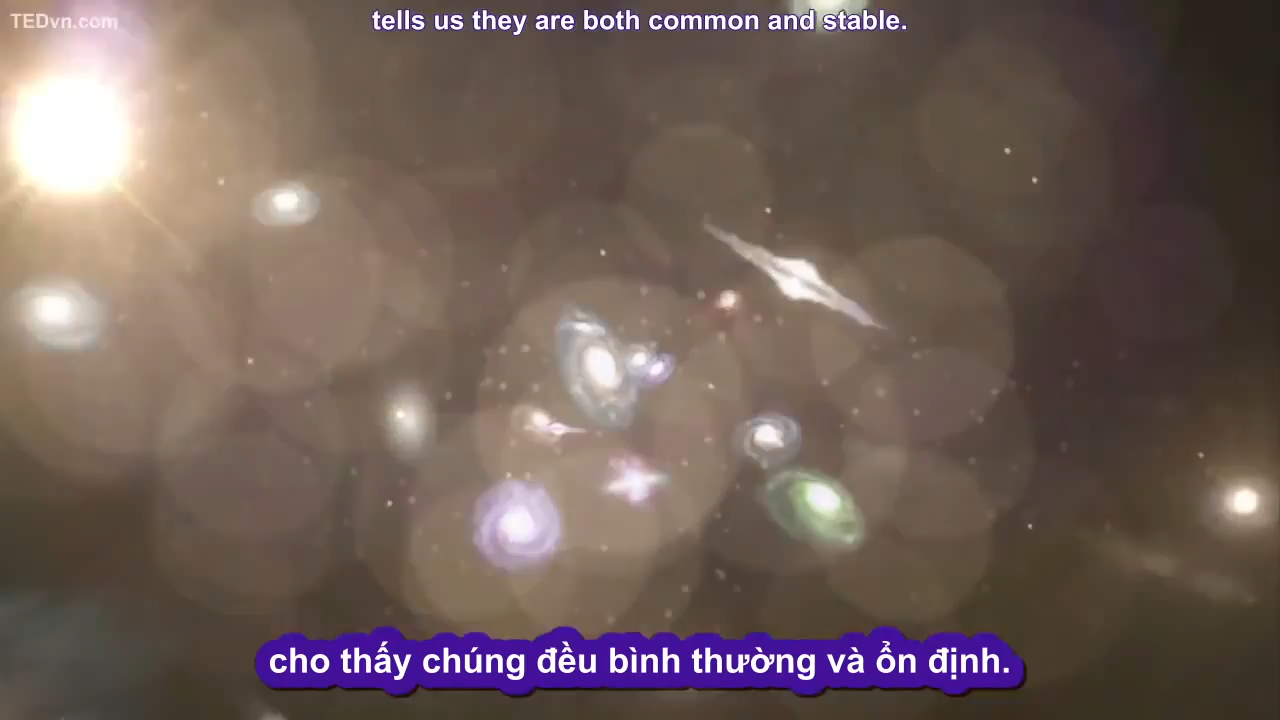 TEDvn.com
tells us they are both common and stable.
cho thấy chúng đều bình thường và ổn định.